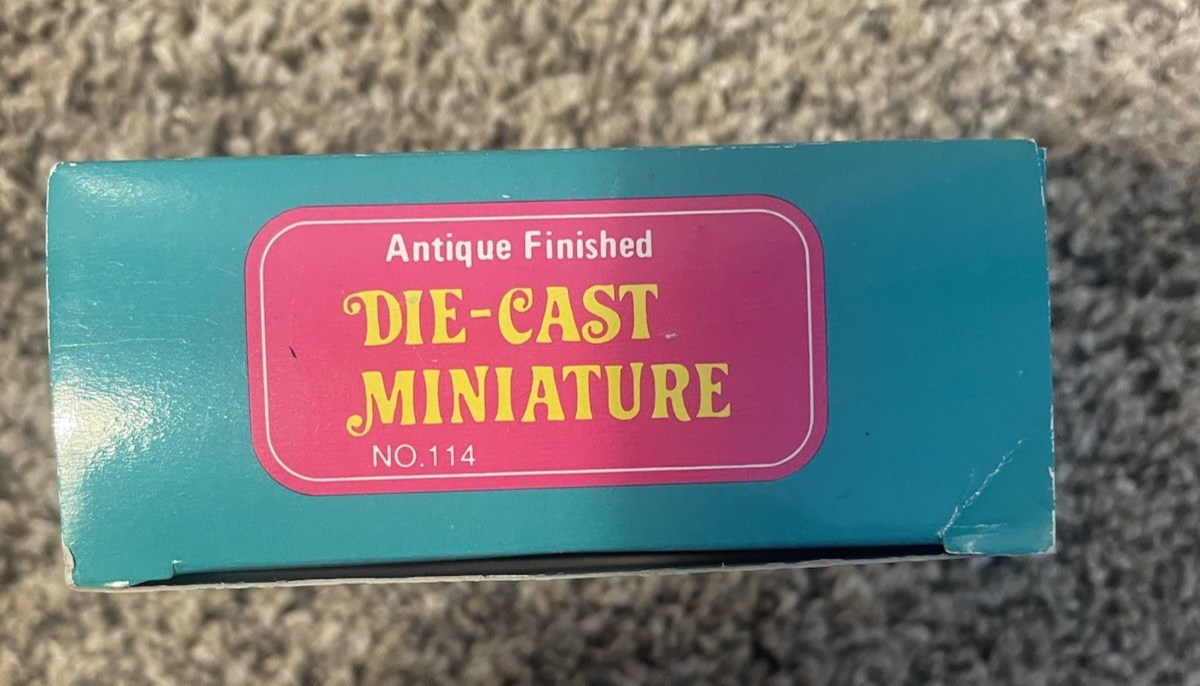 Antique Finished
DIE-CAST
MINIATURE
NO.114